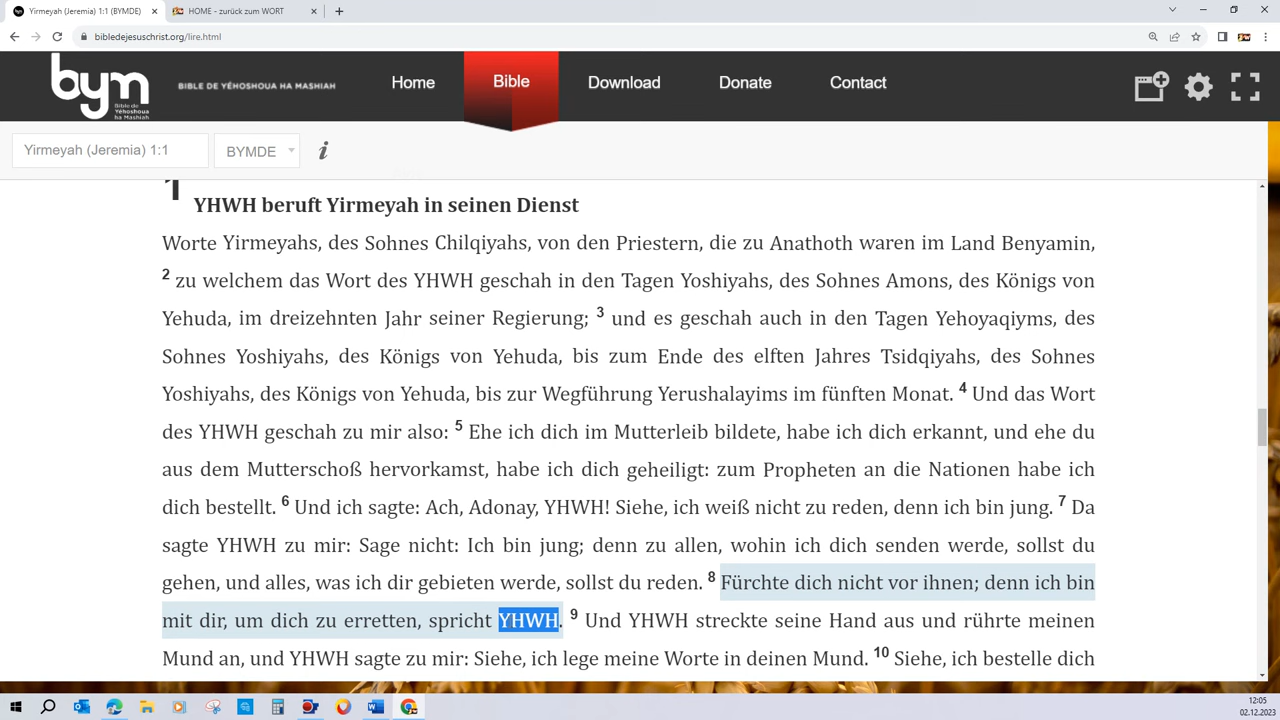 Yirmeyah (Jeremia) 1:1 (BYMDE)
HOME - zurück zum WORT
bibledejesuschrist.org/lire.html
bym
Bible de
Yéhoshoua
ha Mashiah
BIBLE DE YÉHOSHOUA HA MASHIAH
Home
Bible
Download
Donate
Contact
Yirmeyah (Jeremia) 1:1
BYMDE
i
1 YHWH beruft Yirmeyah in seinen Dienst
Worte Yirmeyahs, des Sohnes Chilqiyahs, von den Priestern, die zu Anathoth waren im Land Benyamin,
2 zu welchem das Wort des YHWH geschah in den Tagen Yoshiyahs, des Sohnes Amons, des Königs von
Yehuda, im dreizehnten Jahr seiner Regierung; 3 und es geschah auch in den Tagen Yehoyaqiyms, des
Sohnes Yoshiyahs, des Königs von Yehuda, bis zum Ende des elften Jahres Tsidqiyahs, des Sohnes
Yoshiyahs, des Königs von Yehuda, bis zur Wegführung Yerushalayims im fünften Monat. 4 Und das Wort
des YHWH geschah zu mir also: 5 Ehe ich dich im Mutterleib bildete, habe ich dich erkannt, und ehe du
aus dem Mutterschoß hervorkamst, habe ich dich geheiligt: zum Propheten an die Nationen habe ich
dich bestellt. 6 Und ich sagte: Ach, Adonay, YHWH! Siehe, ich weiß nicht zu reden, denn ich bin jung. 7 Da
sagte YHWH zu mir: Sage nicht: Ich bin jung; denn zu allen, wohin ich dich senden werde, sollst du
gehen, und alles, was ich dir gebieten werde, sollst du reden. 8 Fürchte dich nicht vor ihnen; denn ich bin
mit dir, um dich zu erretten, spricht YHWH. 9 Und YHWH streckte seine Hand aus und rührte meinen
Mund an, und YHWH sagte zu mir: Siehe, ich lege meine Worte in deinen Mund. 10 Siehe, ich bestelle dich
12:05
02.12.2023